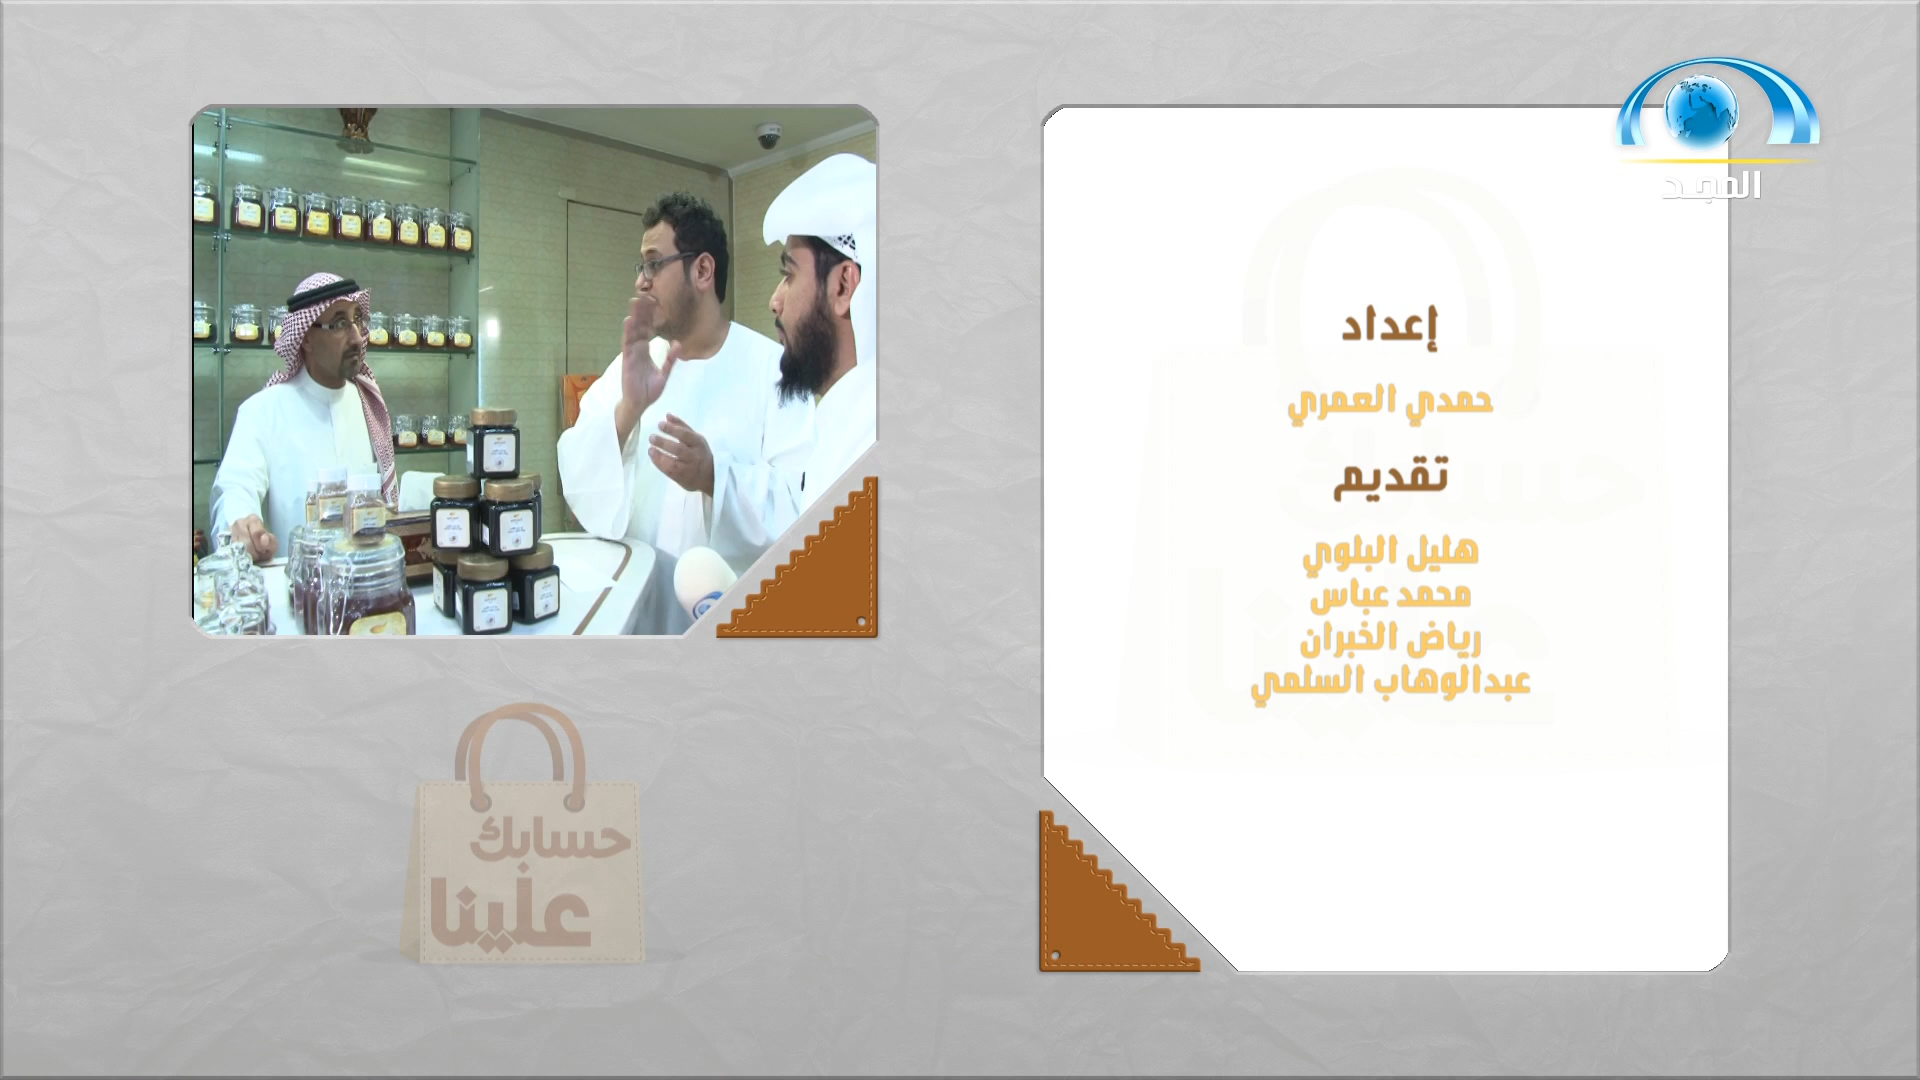 المجد
إعداد
حمدي العمري
تقديم
هليل البلوي
محمد عباس
رياض الخبران
عبدالوهاب السلمي
حسابك
علينا